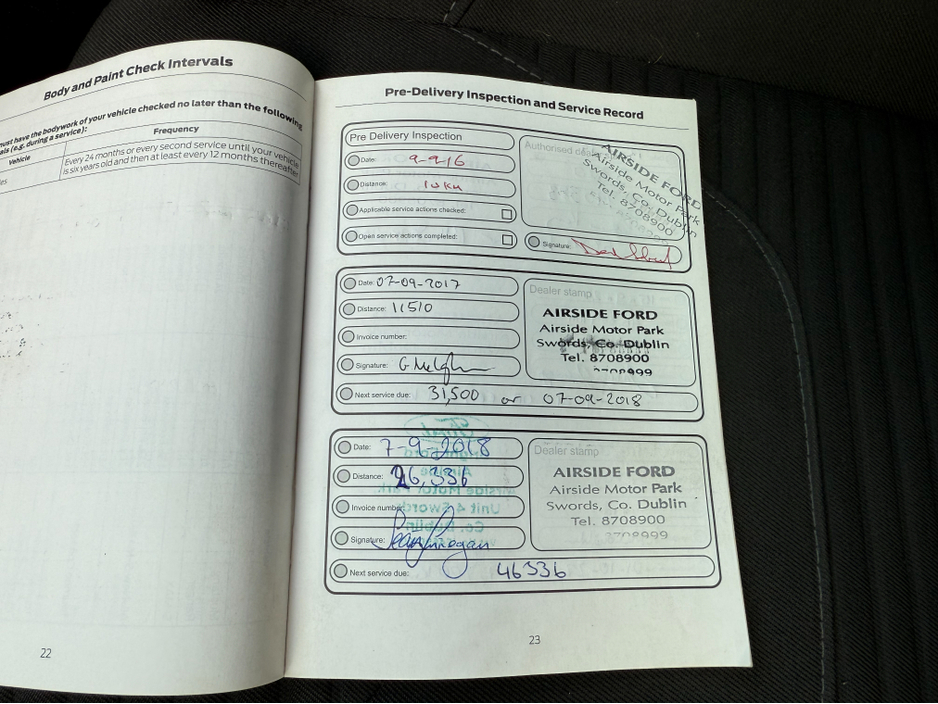 Body and Paint Check Intervals
must have the bodywork of your vehicle checked no later than the following
als (e.g. during a service):
Vehicle
Frequency
les
Every 24 months or every second service until your vehicle
is six years old and then at least every 12 months thereafter
22
Pre-Delivery Inspection and Service Record
Pre Delivery Inspection
Date: 9-9-16
Distance: 10km
Applicable service actions checked:
Open service actions completed:
Authorised
AIRSIDE FORD
Airside Motor Park
Swords, Co. Dublin
Tel. 8708900
Signature:
Date: 07-09-2017
Distance: 11510
Invoice number:
Signature:
Next service due: 31,500 or 07-09-2018
Dealer stamp
AIRSIDE FORD
Airside Motor Park
Swords, Co. Dublin
Tel. 8708900
8708999
Date: 7-9-2018
Distance: 26,336
Invoice number:
Signature:
Next service due: 46336
Dealer stamp
AIRSIDE FORD
Airside Motor Park
Swords, Co. Dublin
Tel. 8708900
8708999
23